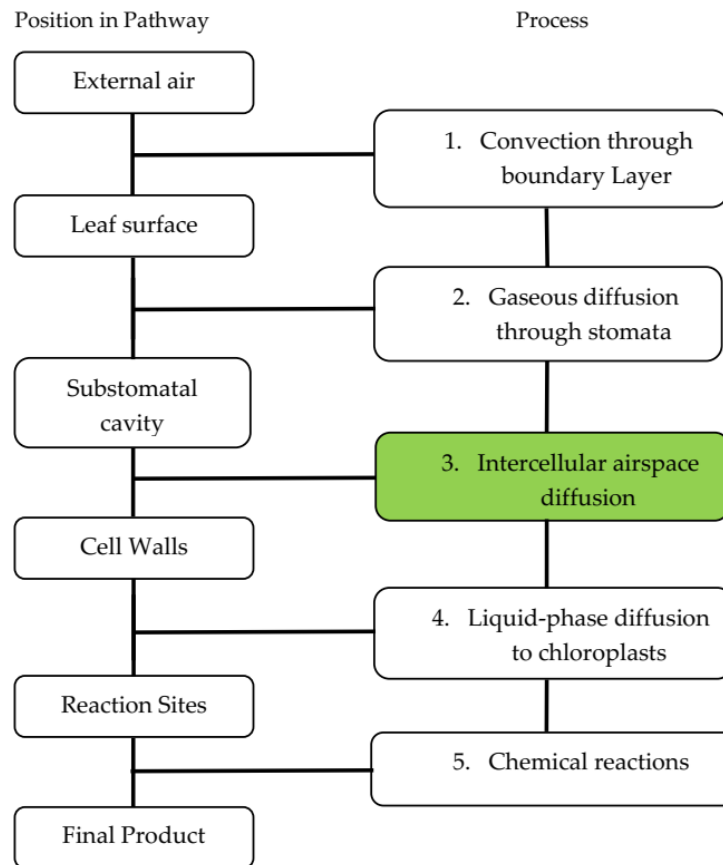 Position in Pathway
Process
External air
1. Convection through
boundary Layer
Leaf surface
2. Gaseous diffusion
through stomata
Substomatal
cavity
3. Intercellular airspace
diffusion
Cell Walls
4. Liquid-phase diffusion
to chloroplasts
Reaction Sites
5. Chemical reactions
Final Product